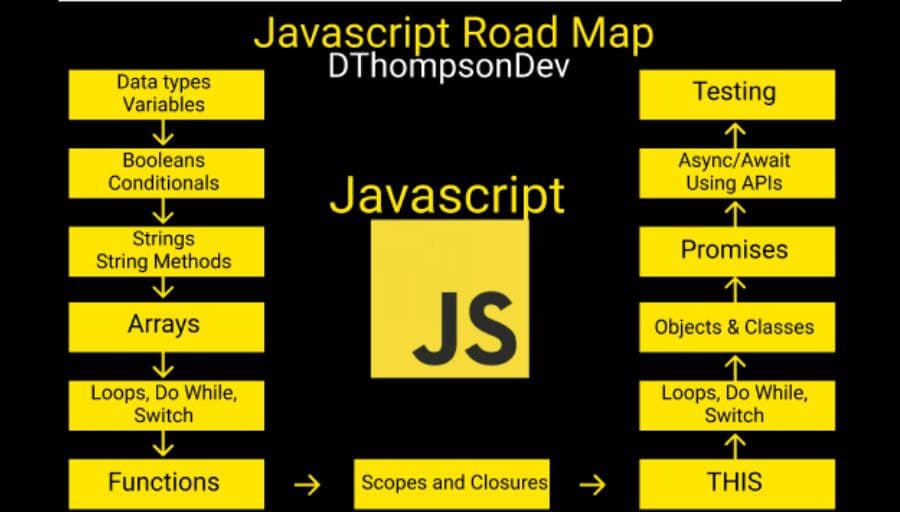 Javascript Road Map
DThompsonDev
Data types
Variables
Booleans
Conditionals
Strings
String Methods
Arrays
Loops, Do While,
Switch
Functions
Scopes and Closures
THIS
Loops, Do While,
Switch
Objects & Classes
Promises
Async/Await
Using APIs
Testing
Javascript
JS